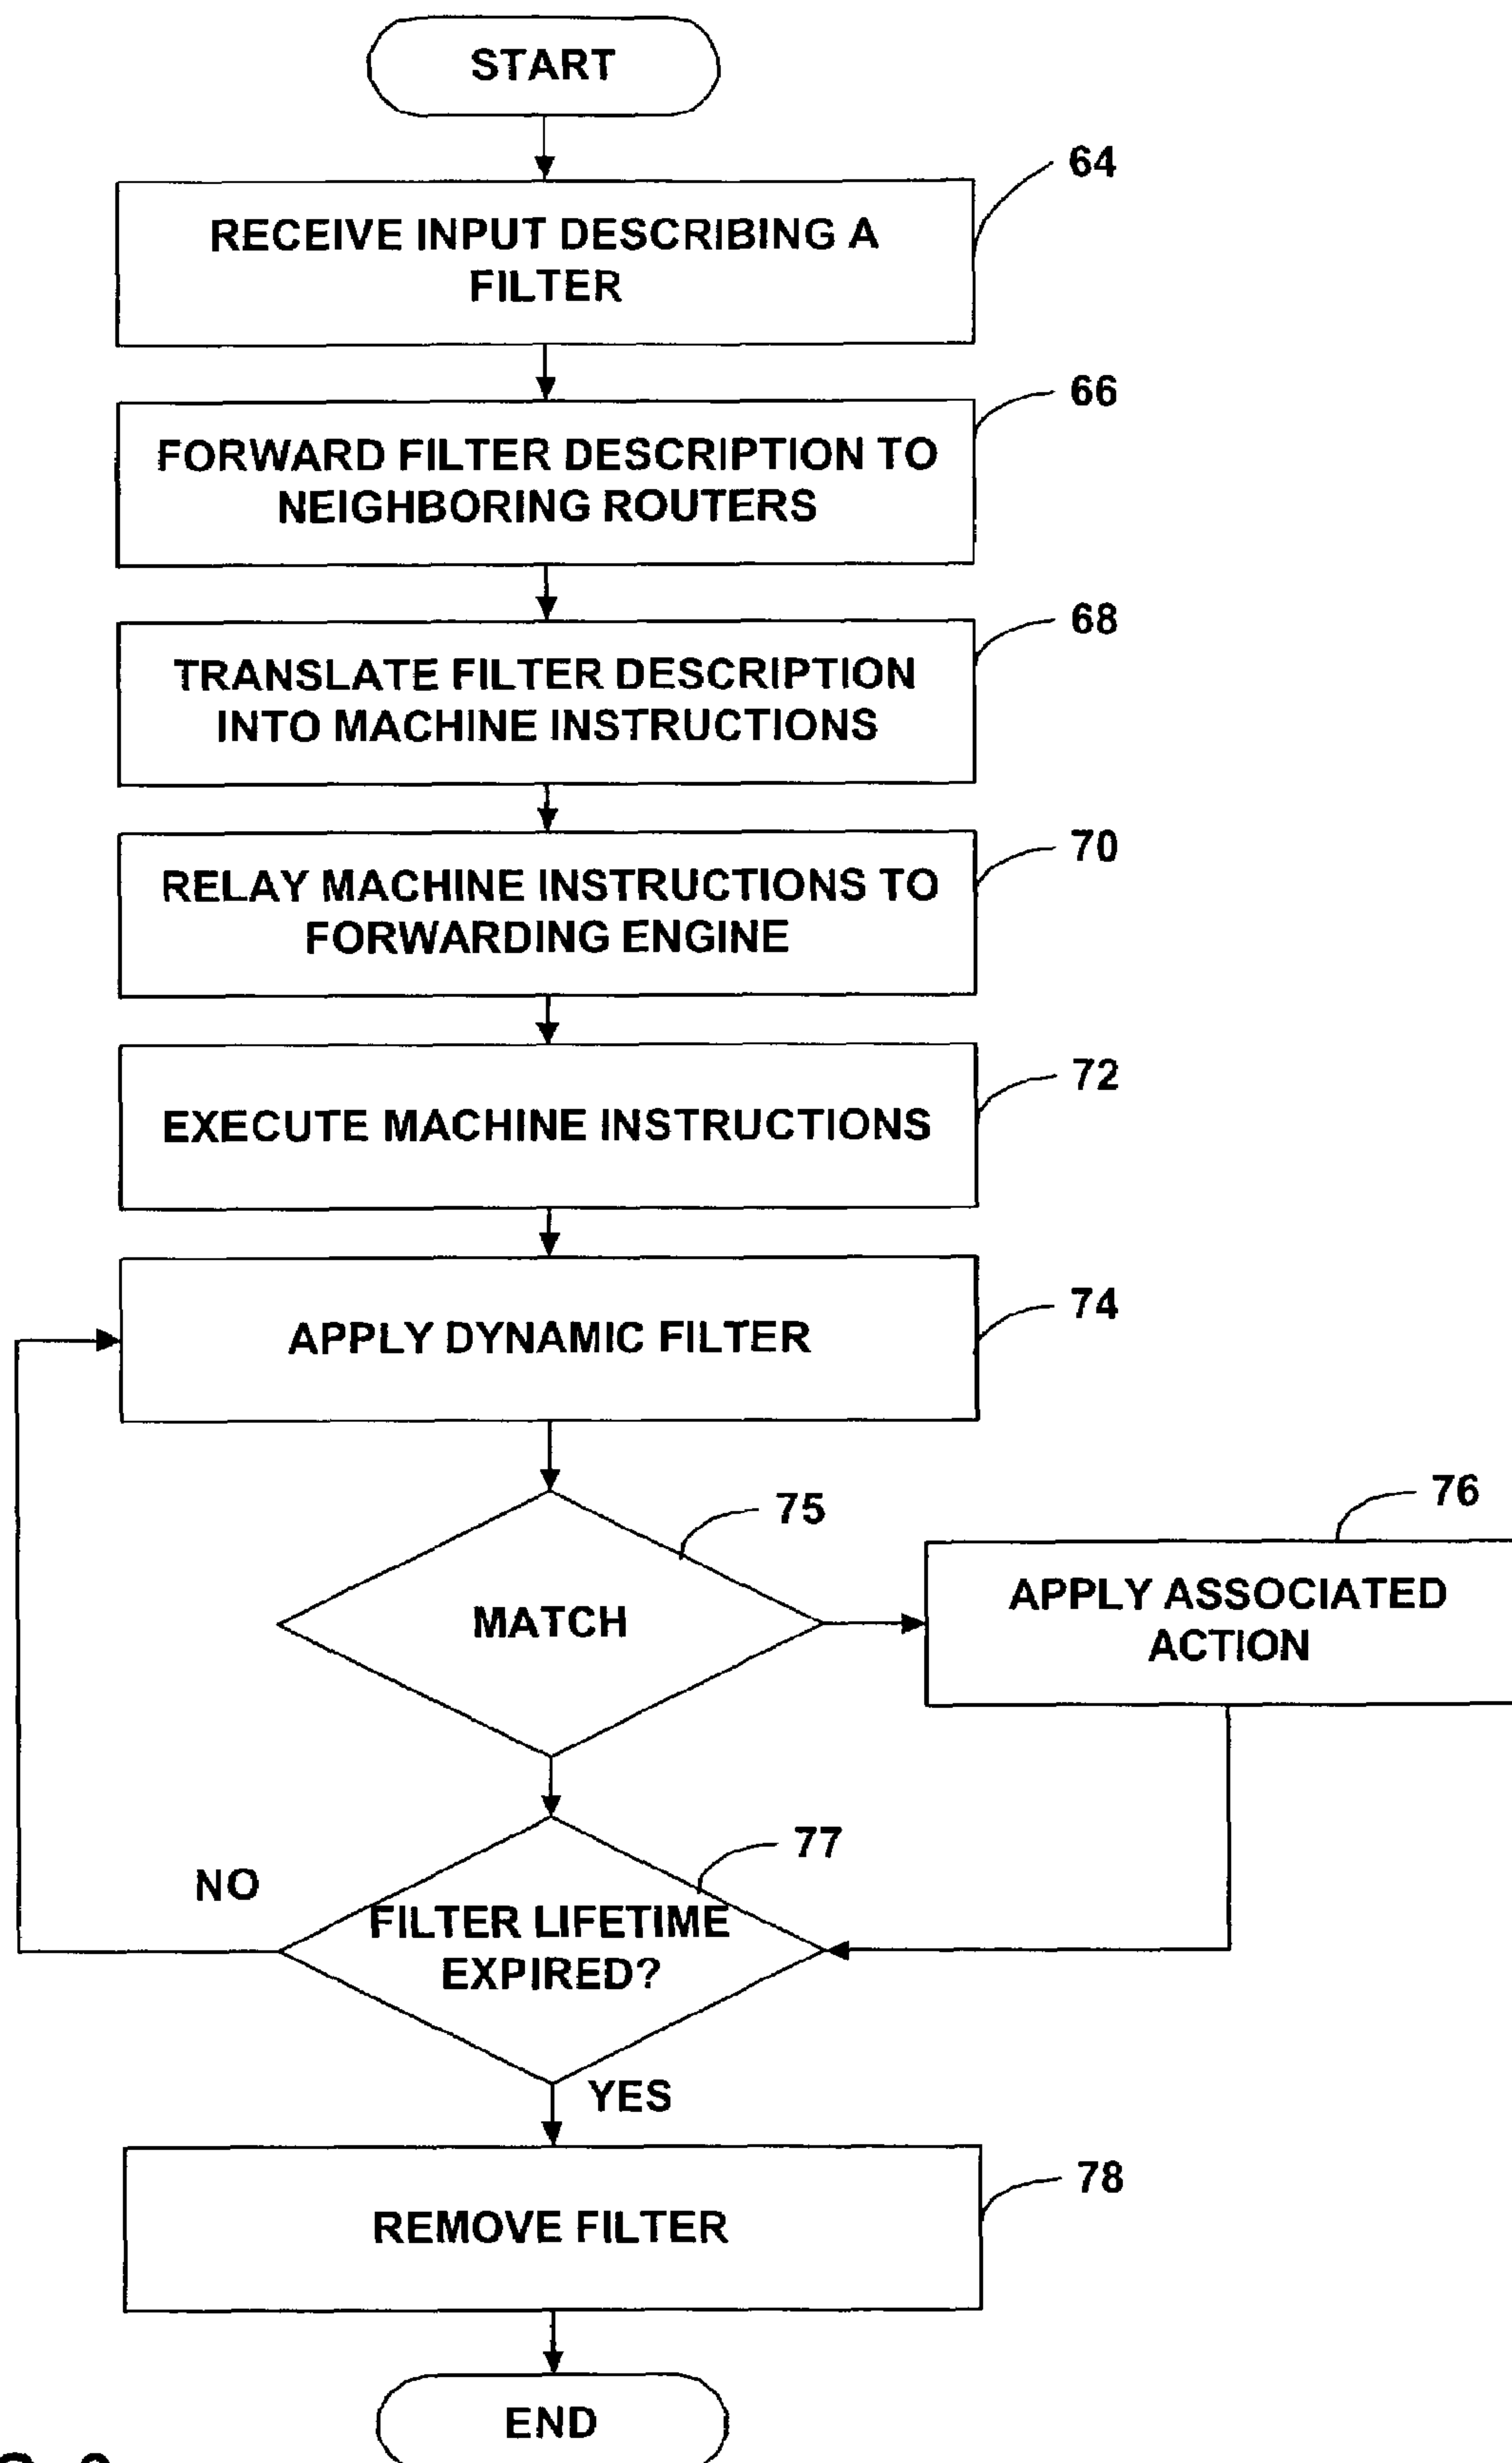 START
64
RECEIVE INPUT DESCRIBING A
FILTER
66
FORWARD FILTER DESCRIPTION TO
NEIGHBORING ROUTERS
68
TRANSLATE FILTER DESCRIPTION
INTO MACHINE INSTRUCTIONS
70
RELAY MACHINE INSTRUCTIONS TO
FORWARDING ENGINE
72
EXECUTE MACHINE INSTRUCTIONS
74
APPLY DYNAMIC FILTER
75
MATCH
76
APPLY ASSOCIATED
ACTION
77
NO
FILTER LIFETIME
EXPIRED?
YES
78
REMOVE FILTER
END